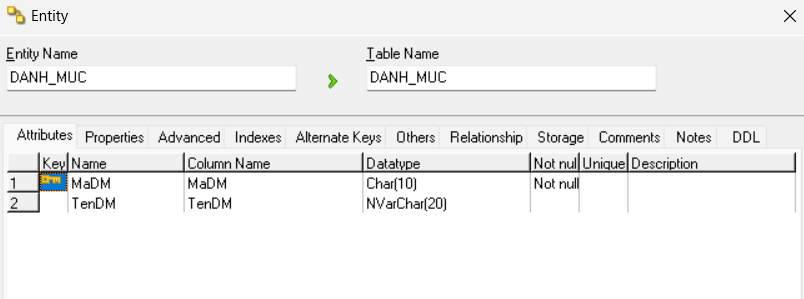 Entity
Entity Name Table Name
DANH_MUC DANH_MUC
Attributes Properties Advanced Indexes Alternate Keys Others Relationship Storage Comments Notes DDL
Key Name Column Name Datatype Not nul Unique Description
1 MaDM MaDM Char(10) Not null
2 TenDM TenDM NVarChar(20)